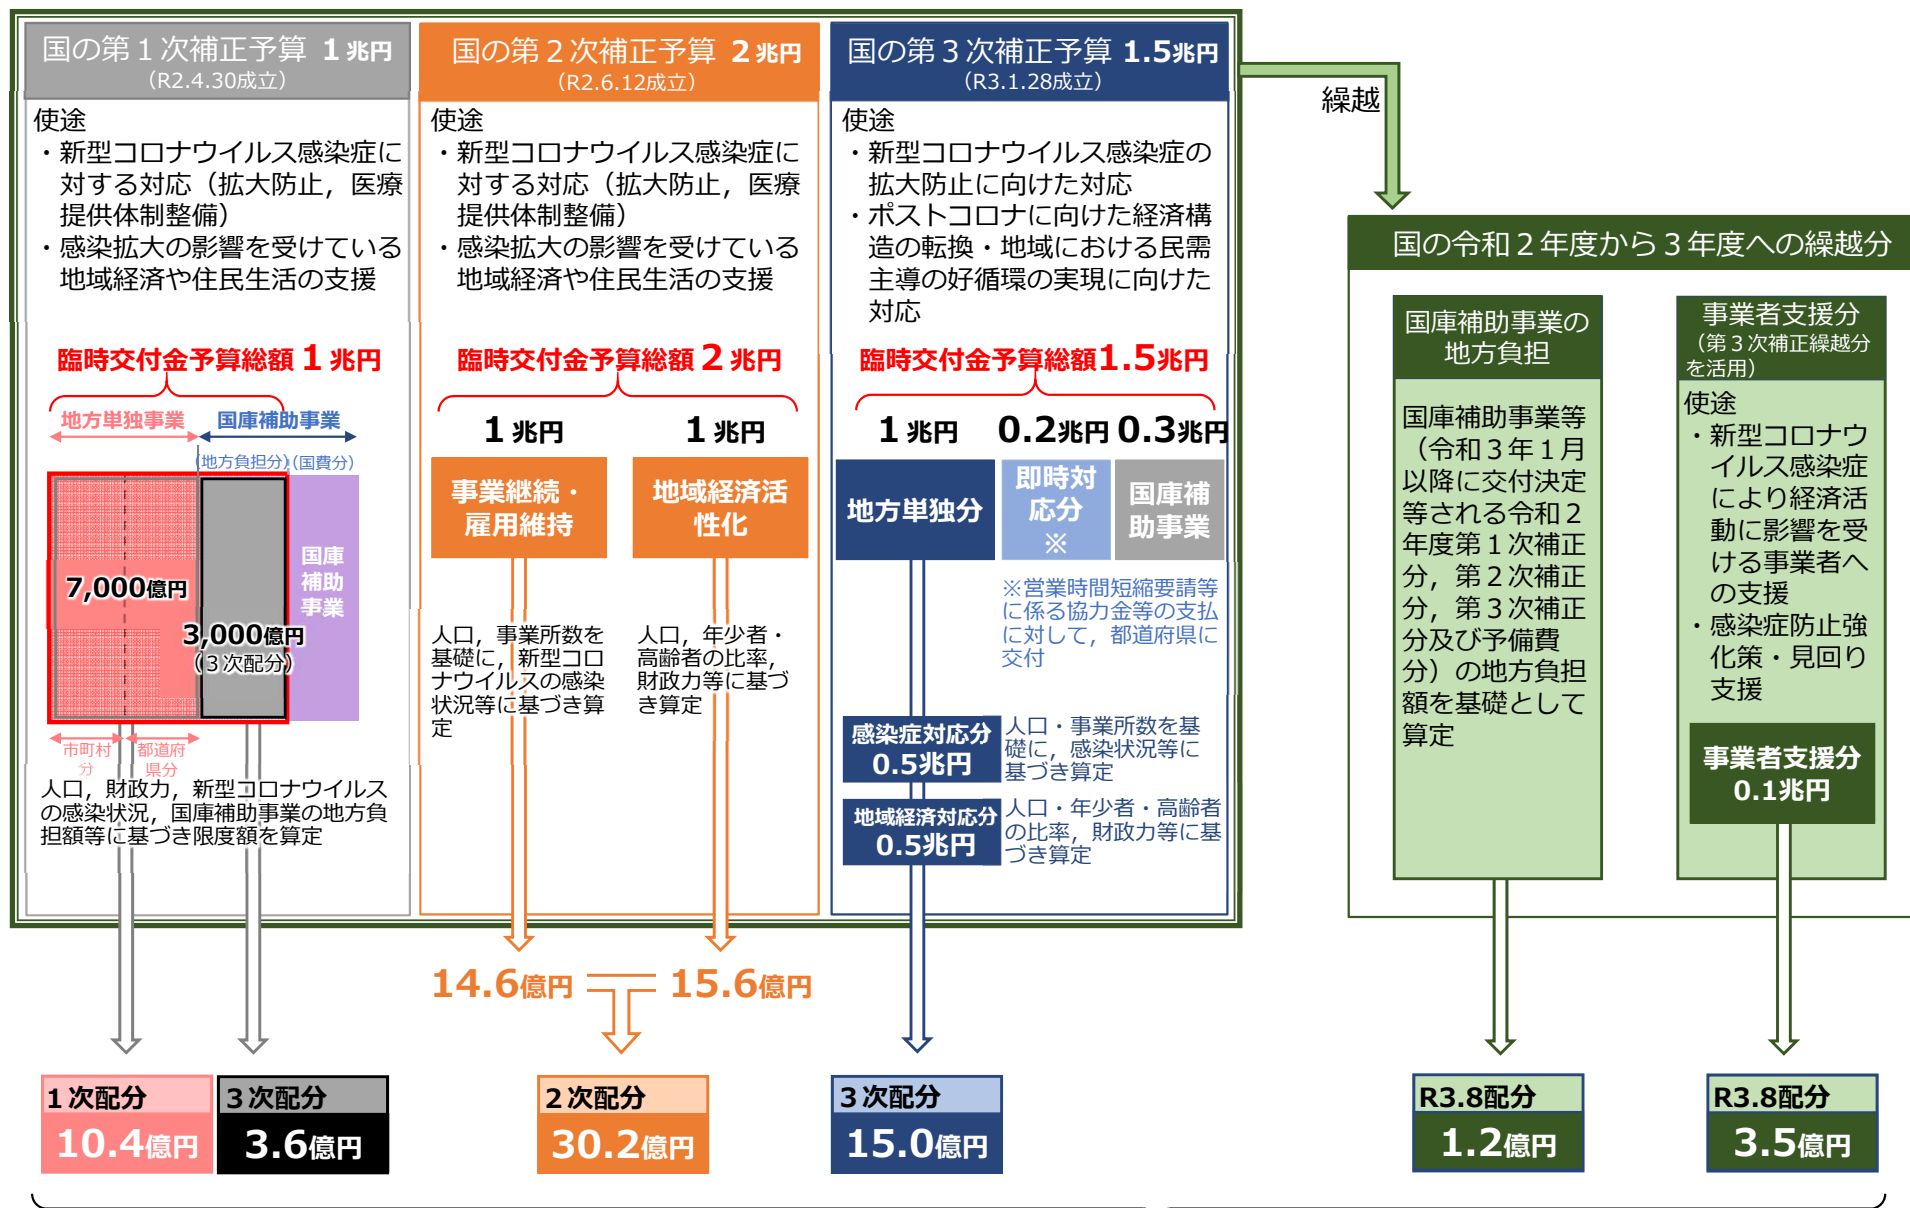 国の第１次補正予算 1兆円
（R2.4.30成立）
使途
・新型コロナウイルス感染症に
対する対応（拡大防止，医療
提供体制整備）
・感染拡大の影響を受けている
地域経済や住民生活の支援
臨時交付金予算総額 1兆円
地方単独事業
国庫補助事業
(地方負担分)
(国費分)
7,000億円
3,000億円
（３次配分）
国庫
補助
事業
市町村
分
都道府
県分
人口，財政力，新型コロナウイルス
の感染状況，国庫補助事業の地方負
担額等に基づき限度額を算定
国の第２次補正予算 2兆円
（R2.6.12成立）
使途
・新型コロナウイルス感染症に
対する対応（拡大防止，医療
提供体制整備）
・感染拡大の影響を受けている
地域経済や住民生活の支援
臨時交付金予算総額 2兆円
1兆円
1兆円
事業継続・
雇用維持
地域経済活
性化
人口，事業所数を
基礎に，新型コロ
ナウイルスの感染
状況等に基づき算
定
人口，年少者・
高齢者の比率，
財政力等に基づ
き算定
14.6億円
15.6億円
国の第３次補正予算 1.5兆円
（R3.1.28成立）
使途
・新型コロナウイルス感染症の
拡大防止に向けた対応
・ポストコロナに向けた経済構
造の転換・地域における民需
主導の好循環の実現に向けた
対応
臨時交付金予算総額1.5兆円
1兆円
0.2兆円
0.3兆円
地方単独分
即時対
応分
※
国庫補
助事業
※営業時間短縮要請等
に係る協力金等の支払
に対して，都道府県に
交付
感染症対応分
0.5兆円
人口・事業所数を基
礎に，感染状況等に
基づき算定
地域経済対応分
0.5兆円
人口・年少者・高齢者
の比率，財政力等に基
づき算定
繰越
国の令和２年度から３年度への繰越分
国庫補助事業の
地方負担
国庫補助事業等
（令和３年１月
以降に交付決定
等される令和２
年度第１次補正
分，第２次補正
分，第３次補正
分及び予備費
分）の地方負担
額を基礎として
算定
事業者支援分
（第３次補正繰越分
を活用）
使途
・新型コロナウ
イルス感染症
により経済活
動に影響を受
ける事業者へ
の支援
・感染症防止強
化策・見回り
支援
事業者支援分
0.1兆円
１次配分
10.4億円
３次配分
3.6億円
２次配分
30.2億円
３次配分
15.0億円
R3.8配分
1.2億円
R3.8配分
3.5億円